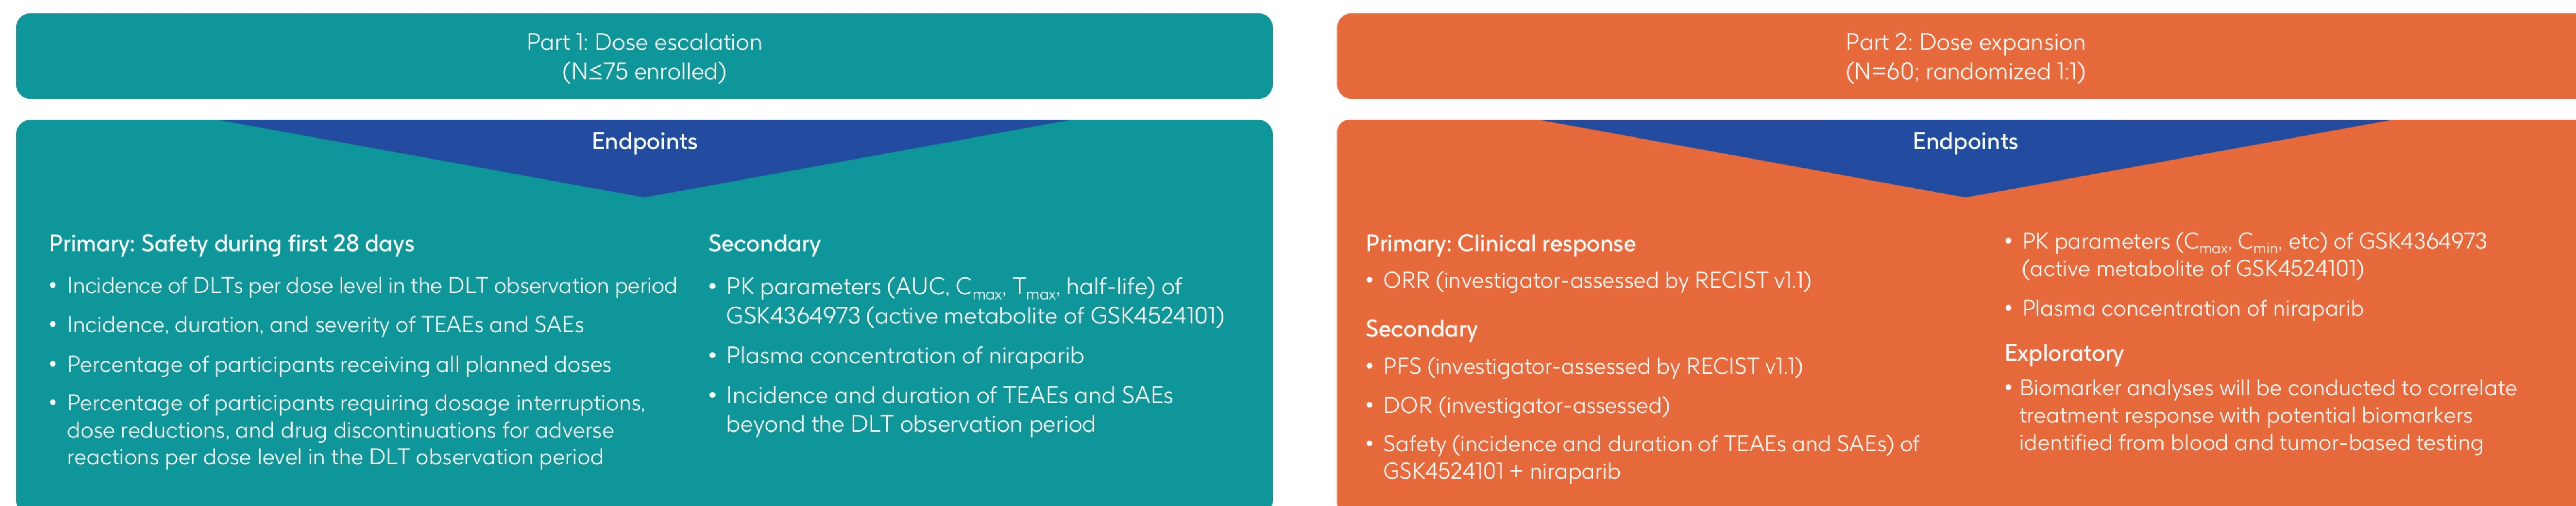 Part 1: Dose escalation
(N≤75 enrolled)
Endpoints
Primary: Safety during first 28 days
• Incidence of DLTs per dose level in the DLT observation period
• Incidence, duration, and severity of TEAEs and SAEs
• Percentage of participants receiving all planned doses
• Percentage of participants requiring dosage interruptions,
dose reductions, and drug discontinuations for adverse
reactions per dose level in the DLT observation period
Secondary
• PK parameters (AUC, Cmax, Tmax, half-life) of
GSK4364973 (active metabolite of GSK4524101)
• Plasma concentration of niraparib
• Incidence and duration of TEAEs and SAEs
beyond the DLT observation period
Part 2: Dose expansion
(N=60; randomized 1:1)
Endpoints
Primary: Clinical response
• ORR (investigator-assessed by RECIST v1.1)
Secondary
• PFS (investigator-assessed by RECIST v1.1)
• DOR (investigator-assessed)
• Safety (incidence and duration of TEAEs and SAEs) of
GSK4524101 + niraparib
• PK parameters (Cmax, Cmin, etc) of GSK4364973
(active metabolite of GSK4524101)
• Plasma concentration of niraparib
Exploratory
• Biomarker analyses will be conducted to correlate
treatment response with potential biomarkers
identified from blood and tumor-based testing